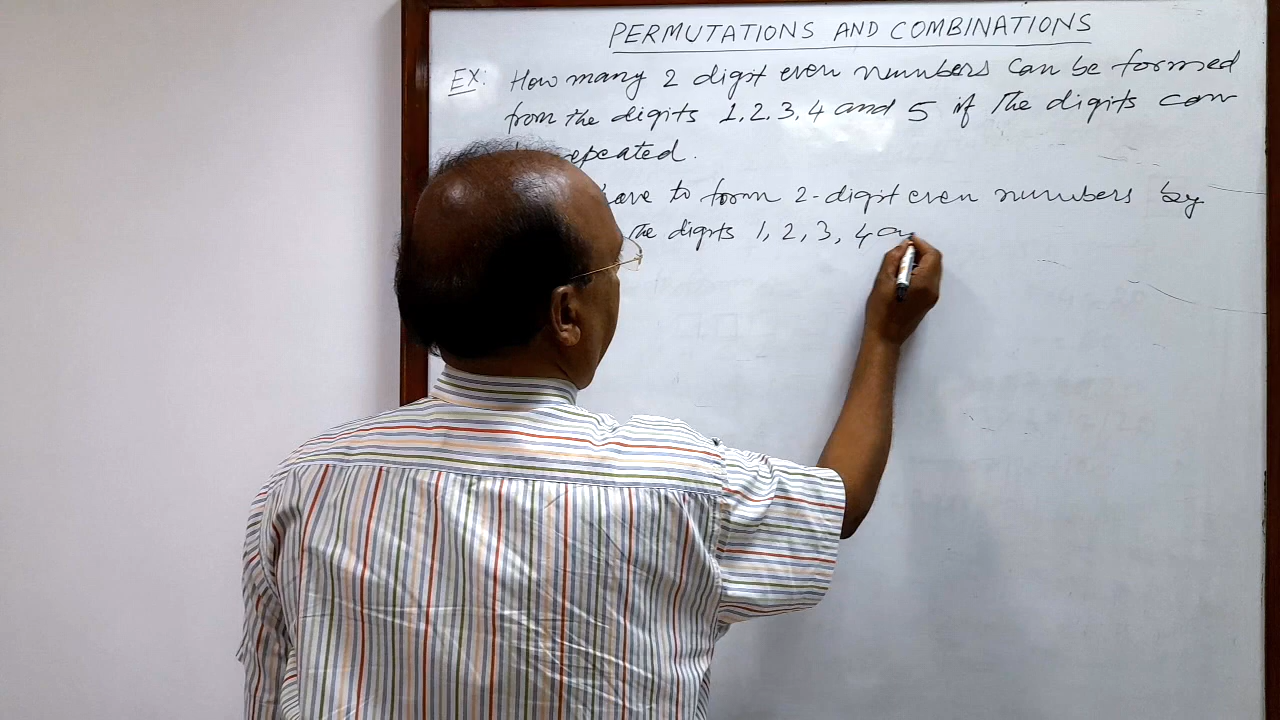 PERMUTATIONS AND COMBINATIONS
EX: How many 2 digit even numbers can be formed
from the digits 1, 2, 3, 4 and 5 if the digits can
repeated.
have to form 2-digit even numbers by
the digits 1, 2, 3, 4 an